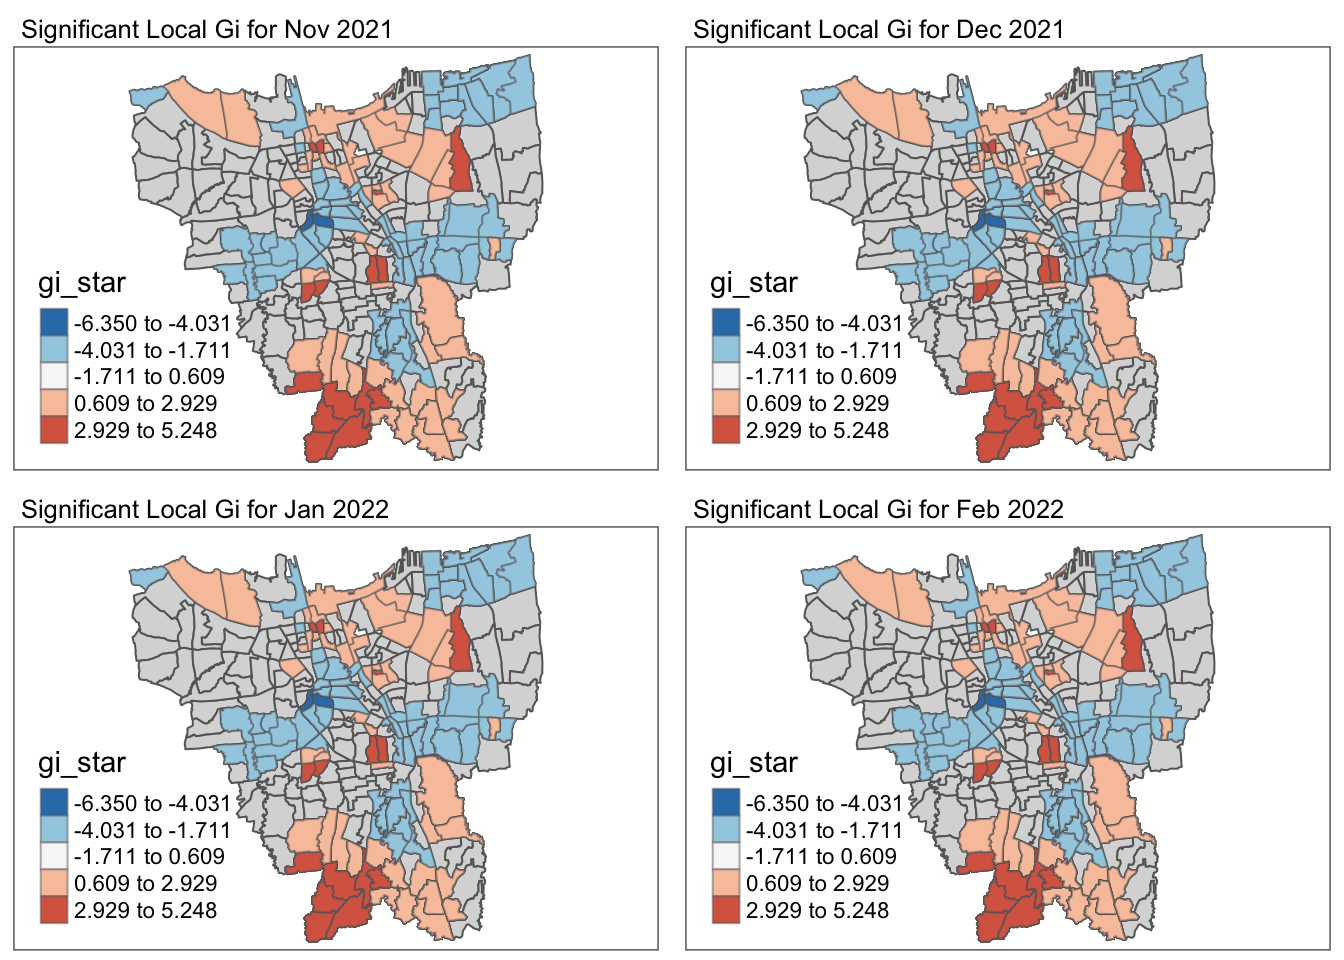 Significant Local Gi for Nov 2021
gi_star
-6.350 to -4.031
-4.031 to -1.711
-1.711 to 0.609
0.609 to 2.929
2.929 to 5.248
Significant Local Gi for Dec 2021
gi_star
-6.350 to -4.031
-4.031 to -1.711
-1.711 to 0.609
0.609 to 2.929
2.929 to 5.248
Significant Local Gi for Jan 2022
gi_star
-6.350 to -4.031
-4.031 to -1.711
-1.711 to 0.609
0.609 to 2.929
2.929 to 5.248
Significant Local Gi for Feb 2022
gi_star
-6.350 to -4.031
-4.031 to -1.711
-1.711 to 0.609
0.609 to 2.929
2.929 to 5.248